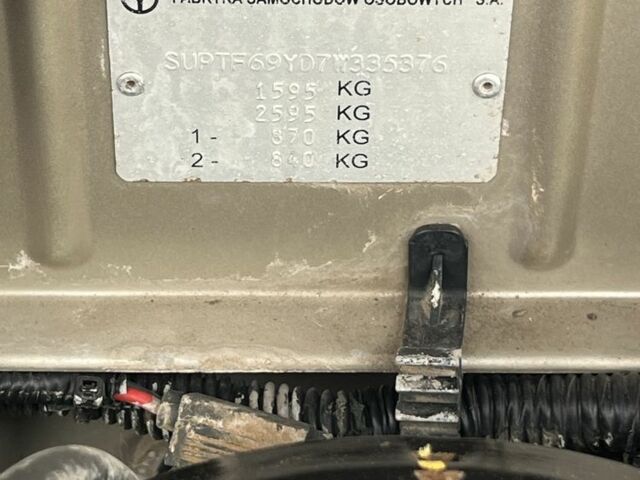 FABRYKA SAMOCHODÓW OSOBOWYCH S.A.
SUPTF69YD7W335376
1595 KG
2595 KG
1 - 870 KG
2 - 840 KG